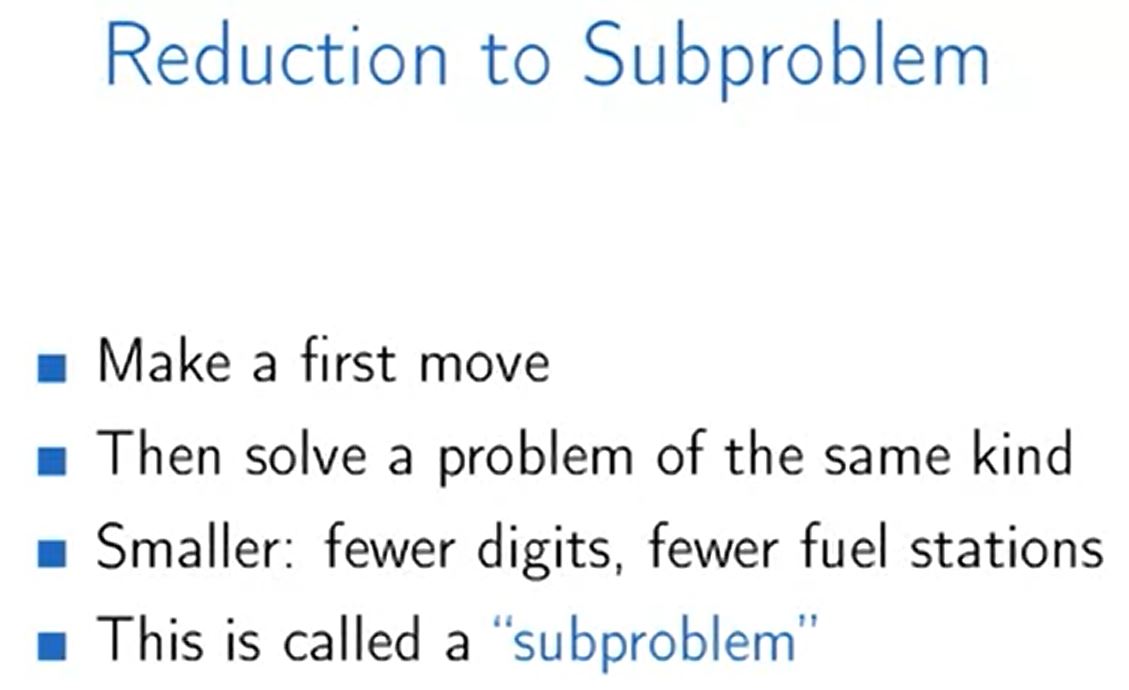 Reduction to Subproblem
Make a first move
Then solve a problem of the same kind
Smaller: fewer digits, fewer fuel stations
This is called a “subproblem”